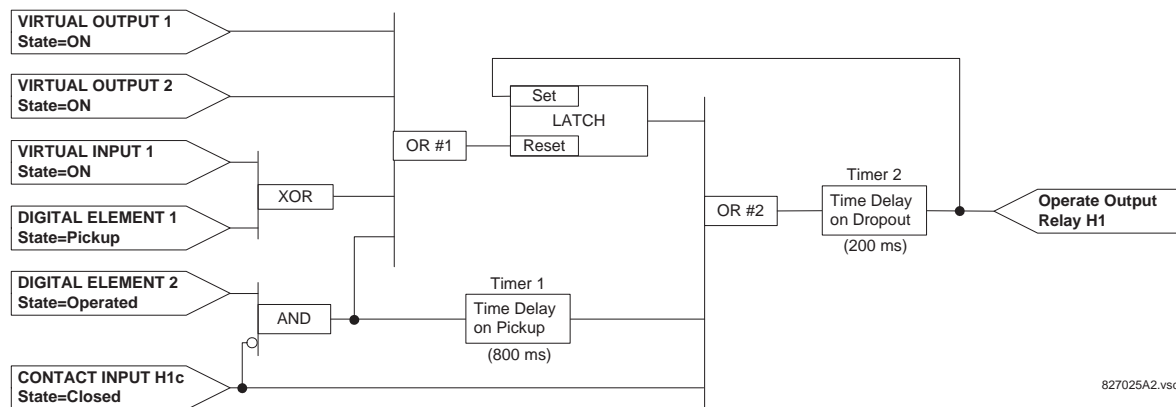 VIRTUAL OUTPUT 1
State=ON
VIRTUAL OUTPUT 2
State=ON
VIRTUAL INPUT 1
State=ON
DIGITAL ELEMENT 1
State=Pickup
DIGITAL ELEMENT 2
State=Operated
CONTACT INPUT H1c
State=Closed
XOR
AND
OR #1
Set
LATCH
Reset
Timer 1
Time Delay
on Pickup
(800 ms)
OR #2
Timer 2
Time Delay
on Dropout
(200 ms)
Operate Output
Relay H1
827025A2.vsd